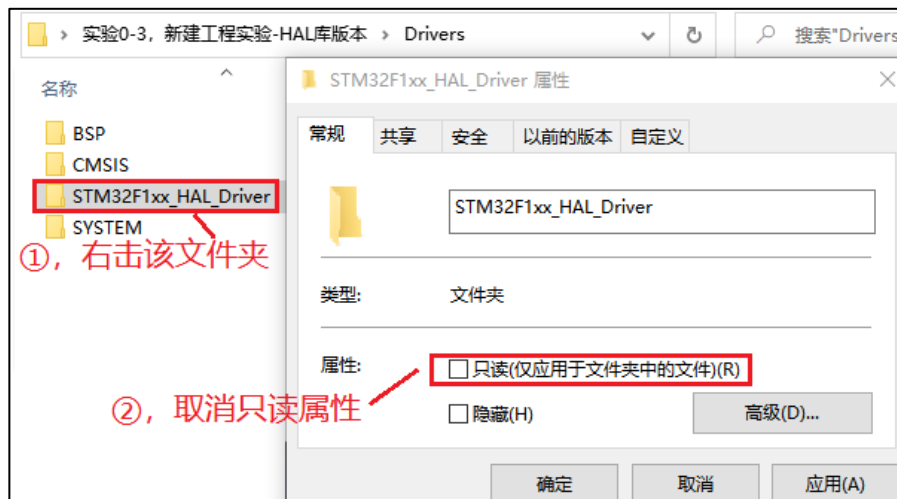 实验0-3，新建工程实验-HAL库版本 › Drivers
搜索"Drivers
名称
BSP
CMSIS
STM32F1xx_HAL_Driver
SYSTEM
①，右击该文件夹
STM32F1xx_HAL_Driver 属性
常规 共享 安全 以前的版本 自定义
STM32F1xx_HAL_Driver
类型: 文件夹
属性: 只读(仅应用于文件夹中的文件)(R)
②，取消只读属性
隐藏(H) 高级(D)...
确定 取消 应用(A)